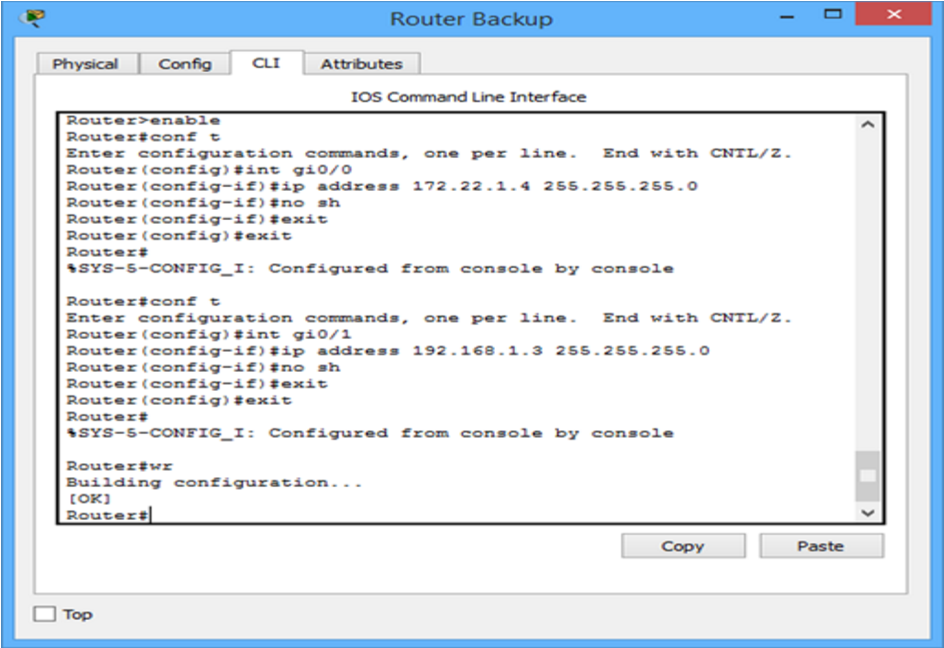 Router Backup
Physical Config CLI Attributes
IOS Command Line Interface
Router>enable
Router#conf t
Enter configuration commands, one per line.  End with CNTL/Z.
Router(config)#int gi0/0
Router(config-if)#ip address 172.22.1.4 255.255.255.0
Router(config-if)#no sh
Router(config-if)#exit
Router(config)#exit
Router#
%SYS-5-CONFIG_I: Configured from console by console
Router#conf t
Enter configuration commands, one per line.  End with CNTL/Z.
Router(config)#int gi0/1
Router(config-if)#ip address 192.168.1.3 255.255.255.0
Router(config-if)#no sh
Router(config-if)#exit
Router(config)#exit
Router#
%SYS-5-CONFIG_I: Configured from console by console
Router#wr
Building configuration...
[OK]
Router#
Copy Paste
Top